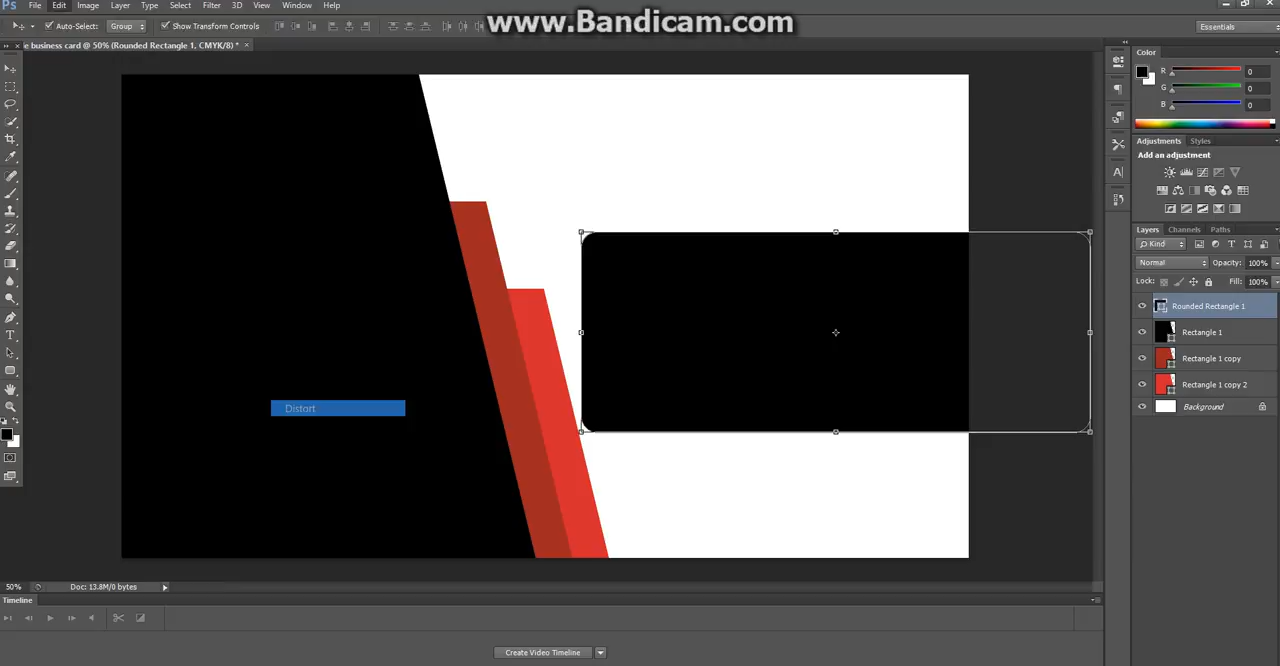 Ps File Edit Image Layer Type Select Filter 3D View Window Help
www.Bandicam.com
Auto-Select: Group Show Transform Controls Essentials
e business card @ 50% (Rounded Rectangle 1, CMYK/8) * ×
Color
R 0
G 0
B 0
Adjustments Styles
Add an adjustment
Layers Channels Paths
Kind
Normal Opacity: 100%
Lock: Fill: 100%
Rounded Rectangle 1
Rectangle 1
Rectangle 1 copy
Rectangle 1 copy 2
Background
Distort
50% Doc: 13.8M/0 bytes
Timeline
Create Video Timeline